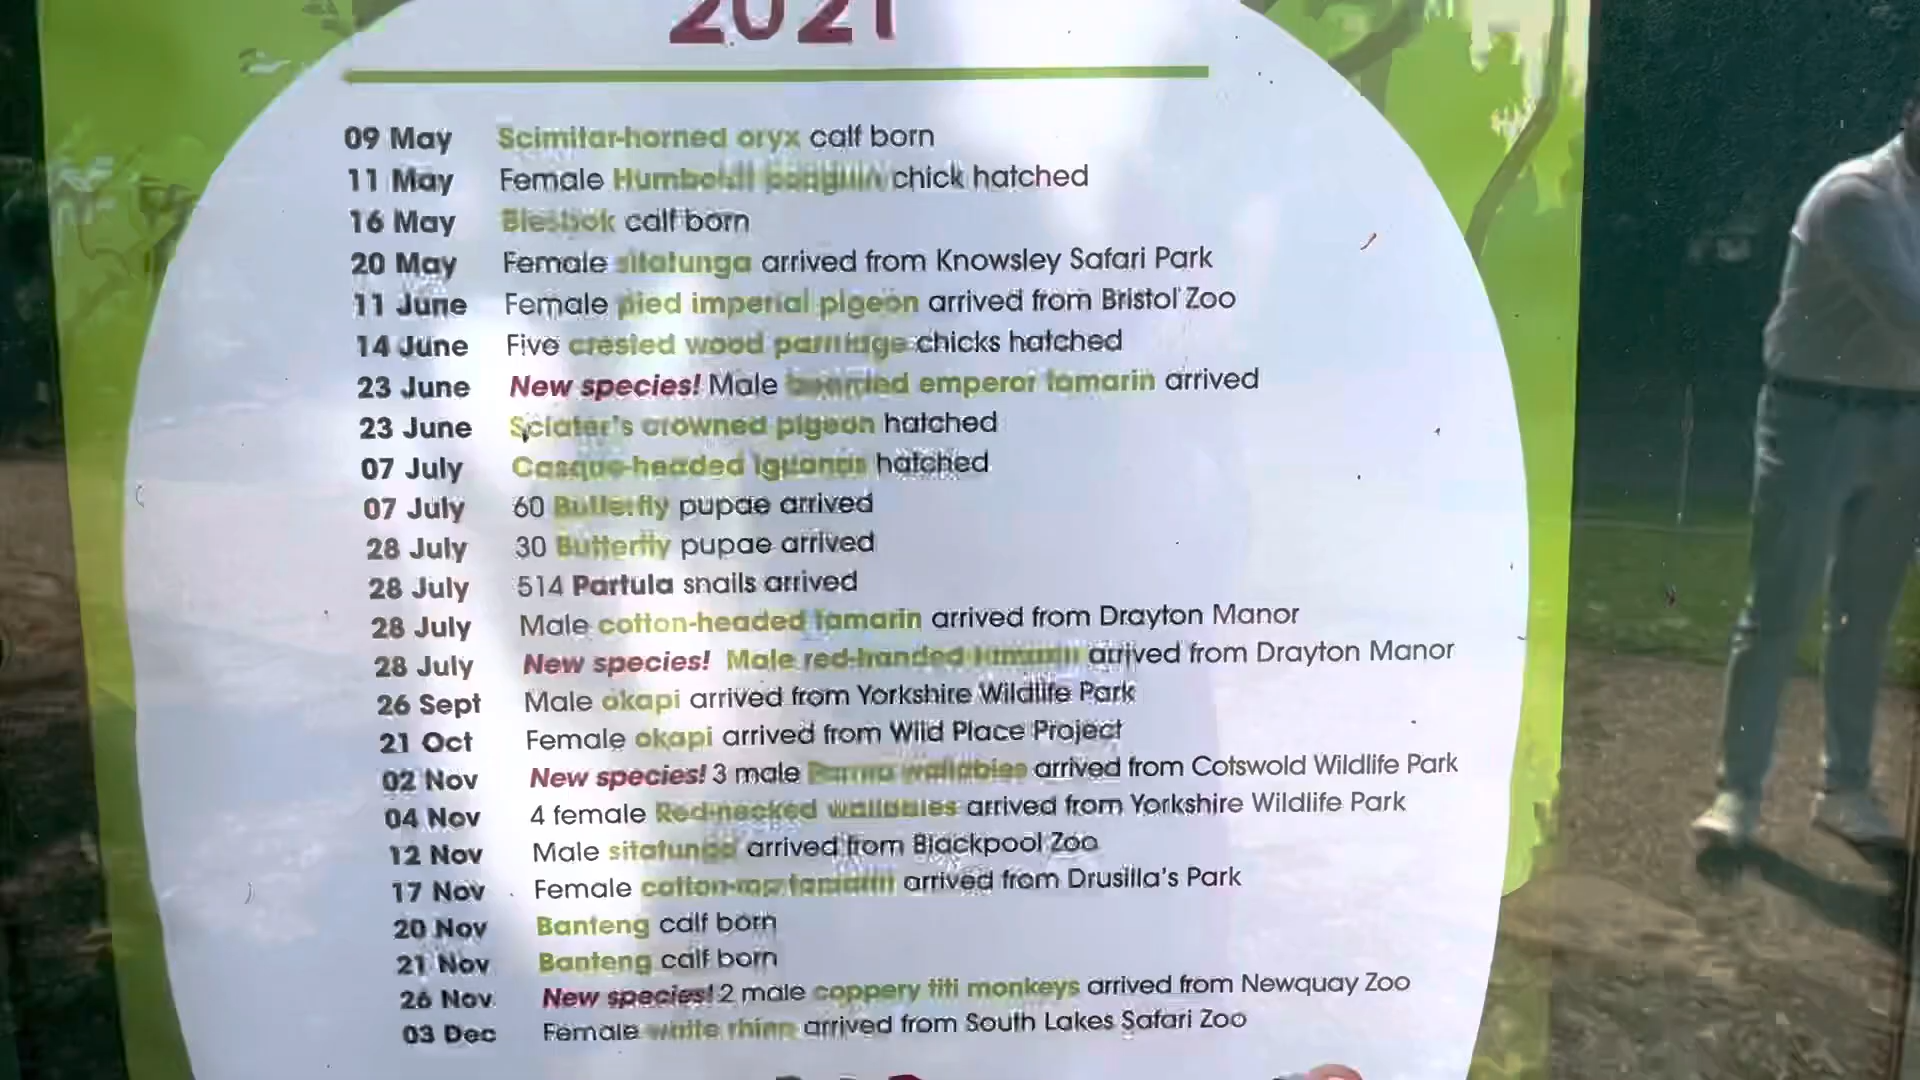 2021
09 May Scimitar-horned oryx calf born
11 May Female Humboldt penguin chick hatched
16 May Blesbok calf born
20 May Female sitatunga arrived from Knowsley Safari Park
11 June Female pied imperial pigeon arrived from Bristol Zoo
14 June Five crested wood partridge chicks hatched
23 June New species! Male bearded emperor tamarin arrived
23 June Sclater's crowned pigeon hatched
07 July Casque-headed iguanas hatched
07 July 60 Butterfly pupae arrived
28 July 30 Butterfly pupae arrived
28 July 514 Partula snails arrived
28 July Male cotton-headed tamarin arrived from Drayton Manor
28 July New species! Male red-handed tamarin arrived from Drayton Manor
26 Sept Male okapi arrived from Yorkshire Wildlife Park
21 Oct Female okapi arrived from Wild Place Project
02 Nov New species! 3 male Parma wallabies arrived from Cotswold Wildlife Park
04 Nov 4 female Red-necked wallabies arrived from Yorkshire Wildlife Park
12 Nov Male sitatunga arrived from Blackpool Zoo
17 Nov Female cotton-top tamarin arrived from Drusilla's Park
20 Nov Banteng calf born
21 Nov Banteng calf born
26 Nov New species! 2 male coppery titi monkeys arrived from Newquay Zoo
03 Dec Female white rhino arrived from South Lakes Safari Zoo